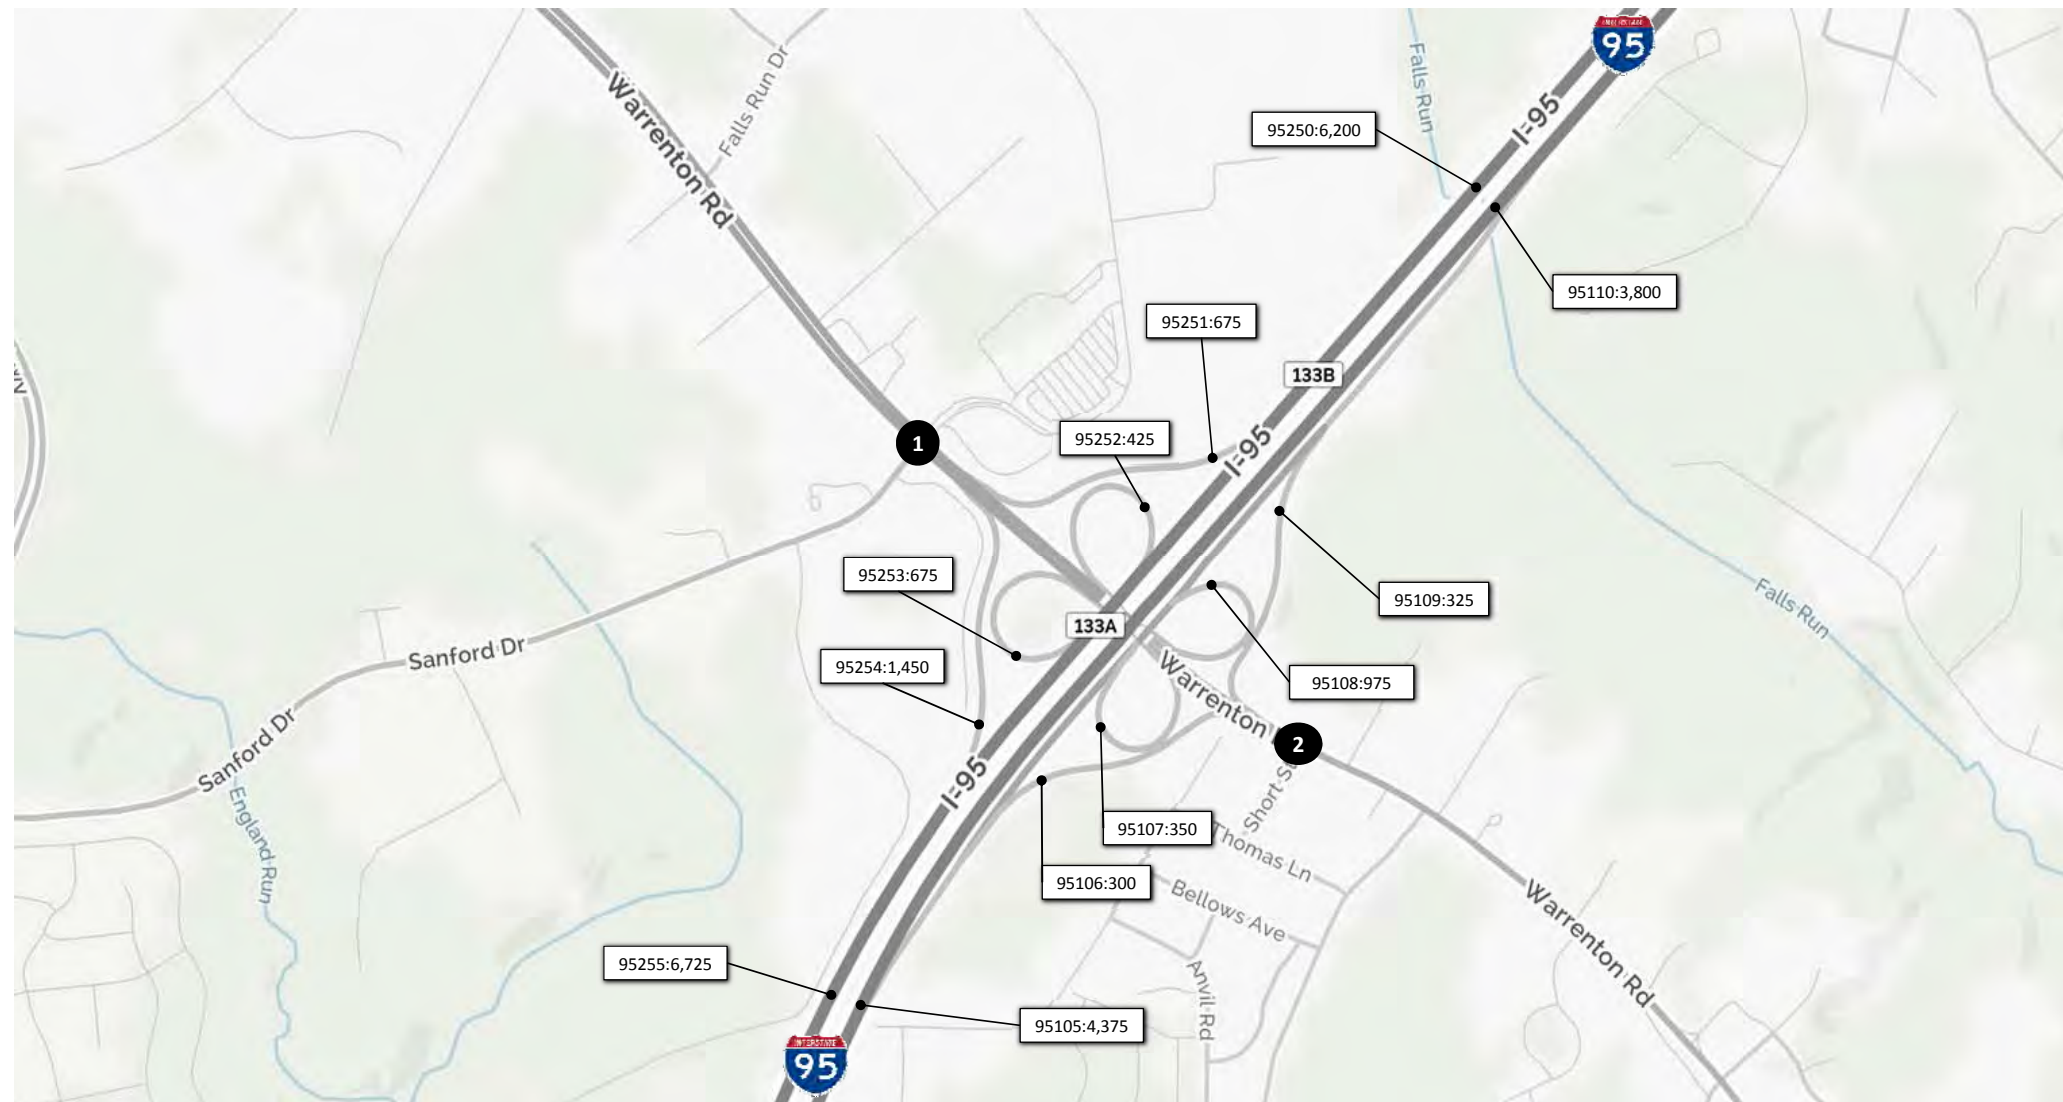 INTERSTATE
95
Falls Run Dr
Warrenton Rd
Falls Run
I-95
95250:6,200
95110:3,800
95251:675
133B
95252:425
1
I-95
95253:675
95109:325
133A
Sanford Dr
95254:1,450
95108:975
Warrenton
Falls Run
2
Sanford Dr
I-95
Short St
England Run
95107:350
Thomas Ln
95106:300
Bellows Ave
Warrenton Rd
95255:6,725
Anvil Rd
95105:4,375
INTERSTATE
95